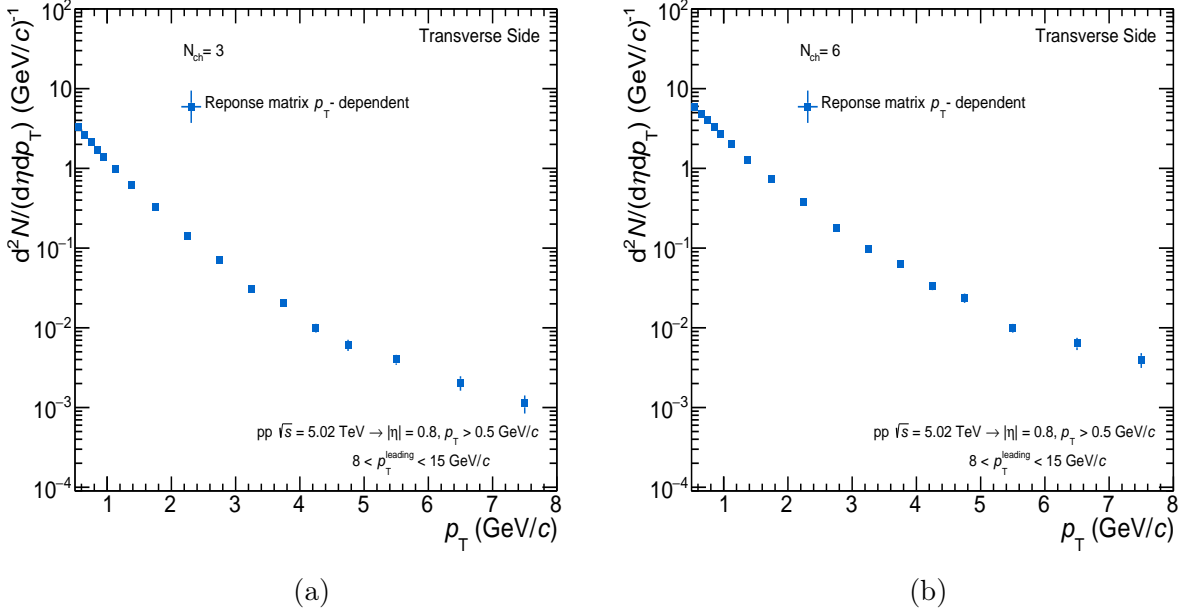 d²N/(dηdp_T) (GeV/c)⁻¹
10²
10
1
10⁻¹
10⁻²
10⁻³
10⁻⁴
Transverse Side
N_ch= 3
Reponse matrix p_T- dependent
pp √s = 5.02 TeV → |η| = 0.8, p_T > 0.5 GeV/c
8 < p_T^leading < 15 GeV/c
1 2 3 4 5 6 7 8
p_T (GeV/c)
(a)
d²N/(dηdp_T) (GeV/c)⁻¹
10²
10
1
10⁻¹
10⁻²
10⁻³
10⁻⁴
Transverse Side
N_ch= 6
Reponse matrix p_T- dependent
pp √s = 5.02 TeV → |η| = 0.8, p_T > 0.5 GeV/c
8 < p_T^leading < 15 GeV/c
1 2 3 4 5 6 7 8
p_T (GeV/c)
(b)